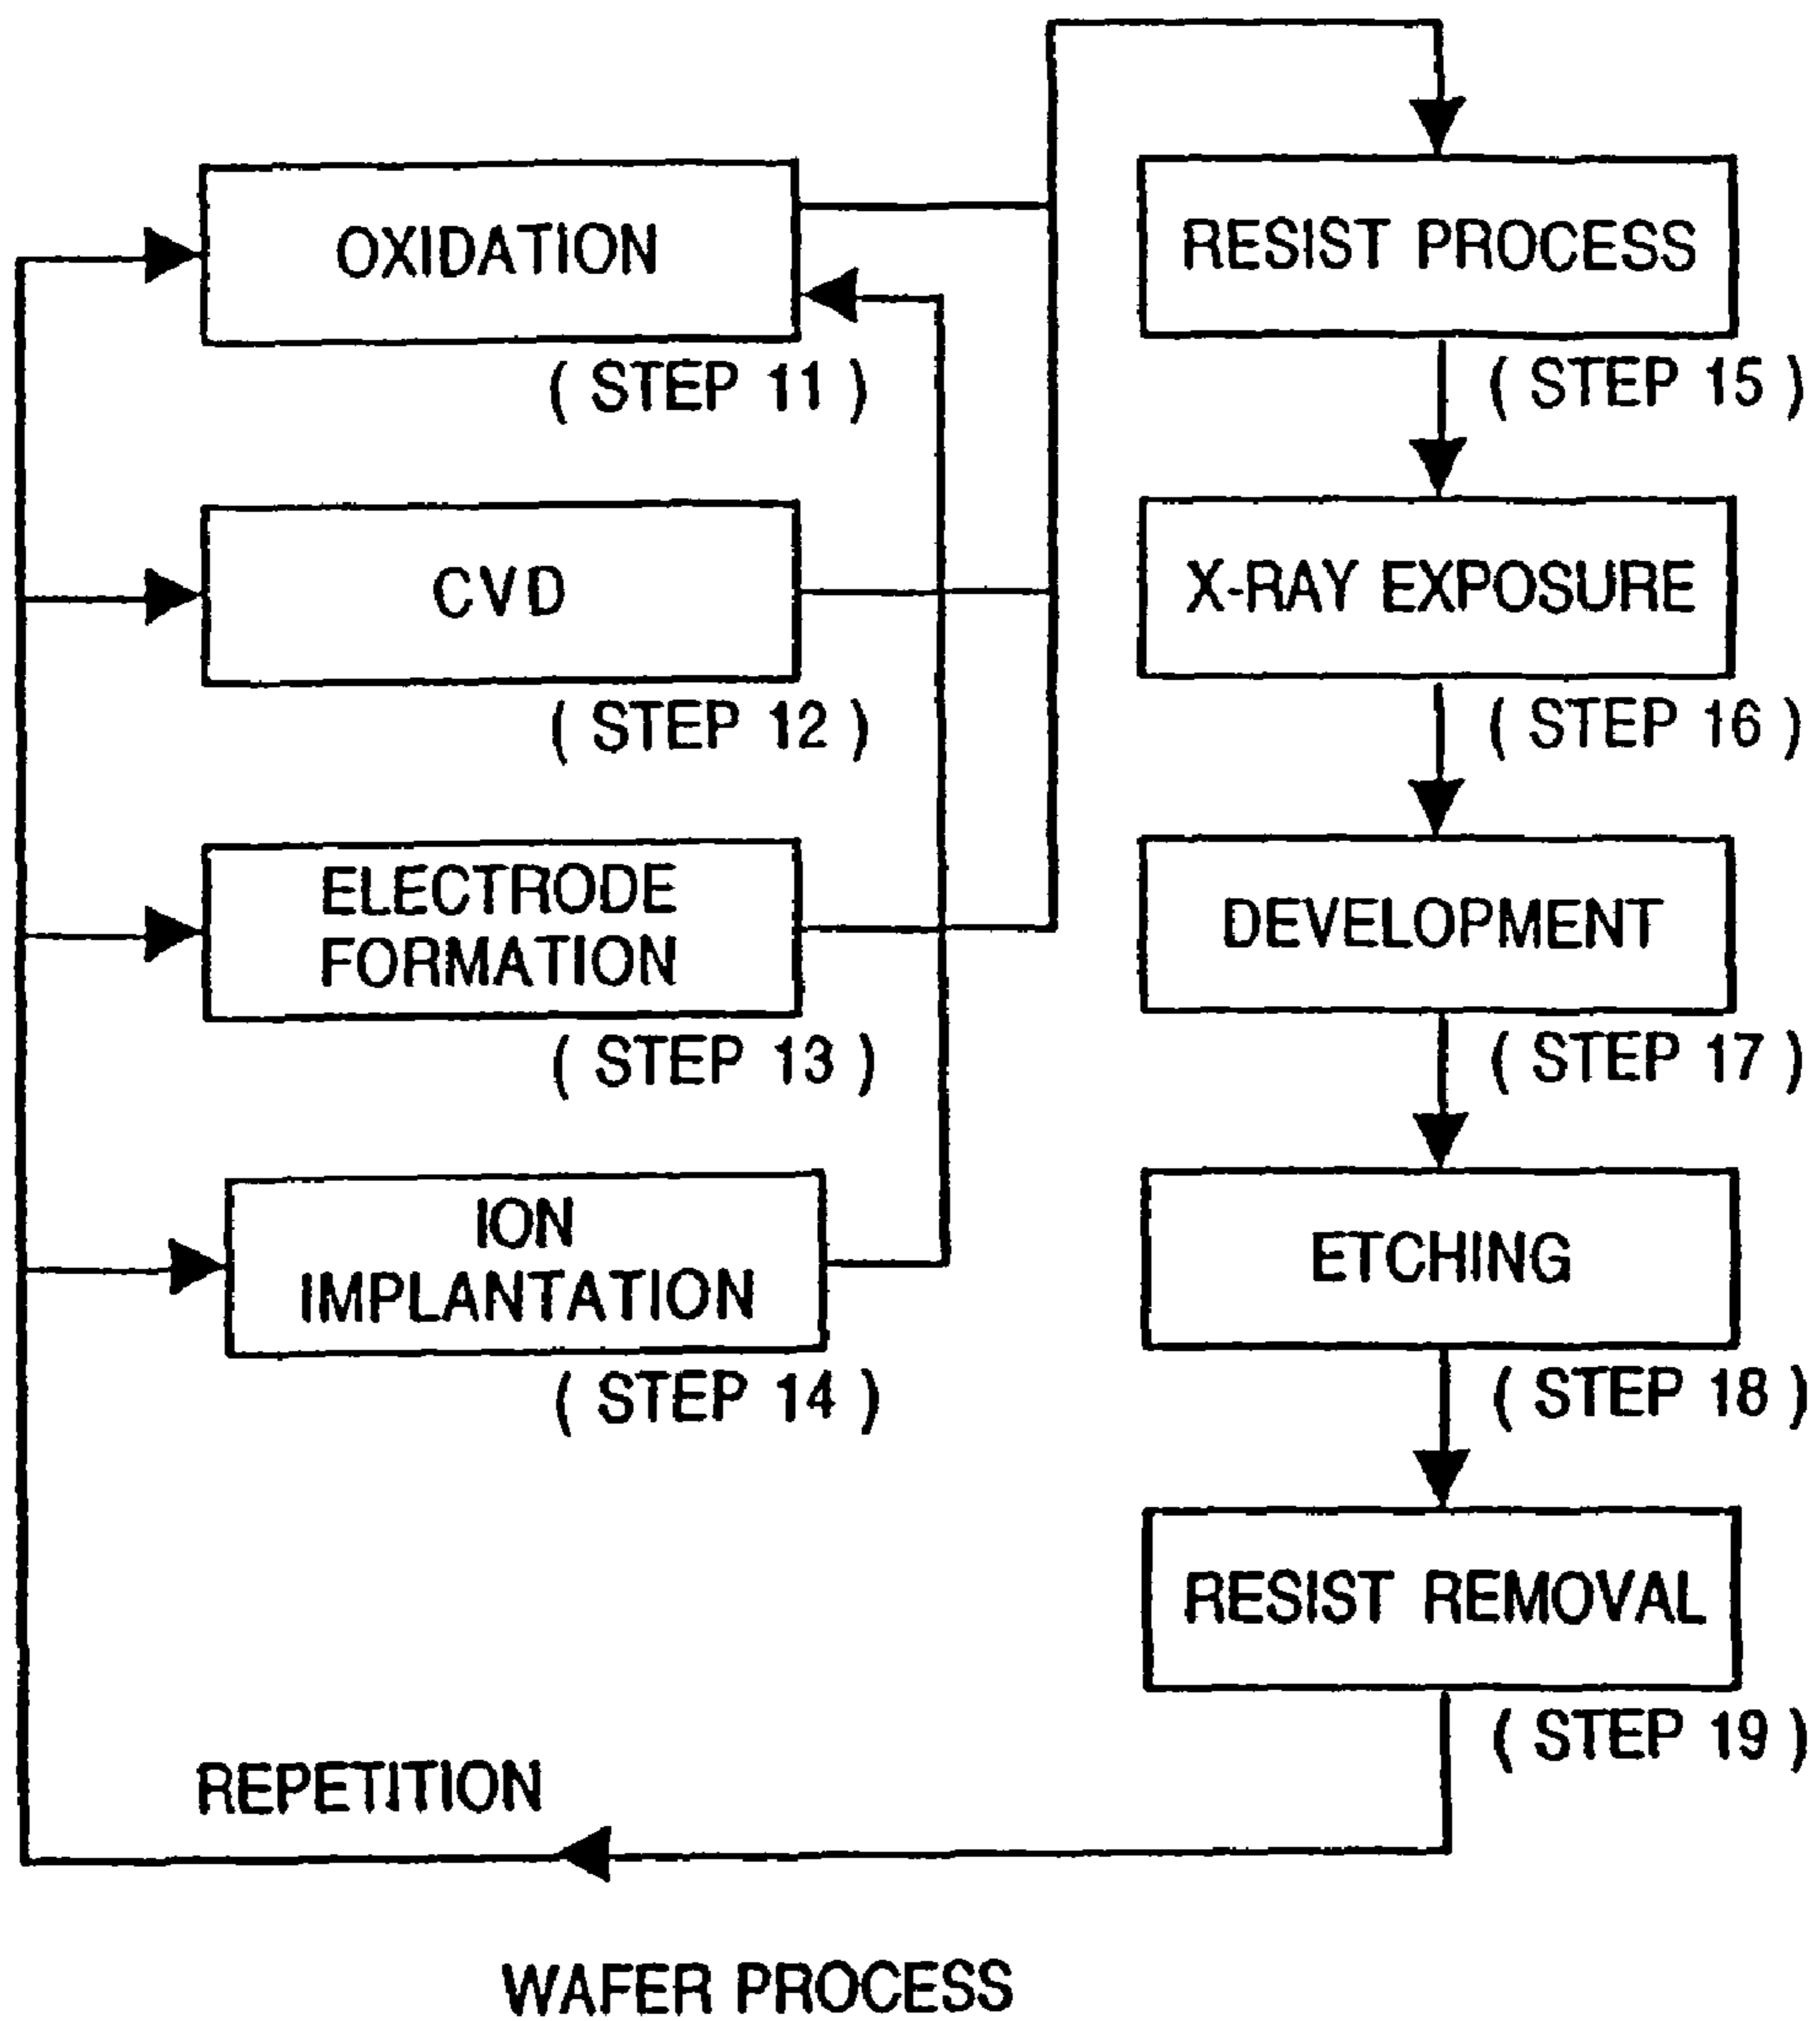 OXIDATION
( STEP 11 )
CVD
( STEP 12 )
ELECTRODE
FORMATION
( STEP 13 )
ION
IMPLANTATION
( STEP 14 )
RESIST PROCESS
( STEP 15 )
X-RAY EXPOSURE
( STEP 16 )
DEVELOPMENT
( STEP 17 )
ETCHING
( STEP 18 )
RESIST REMOVAL
( STEP 19 )
REPETITION
WAFER PROCESS